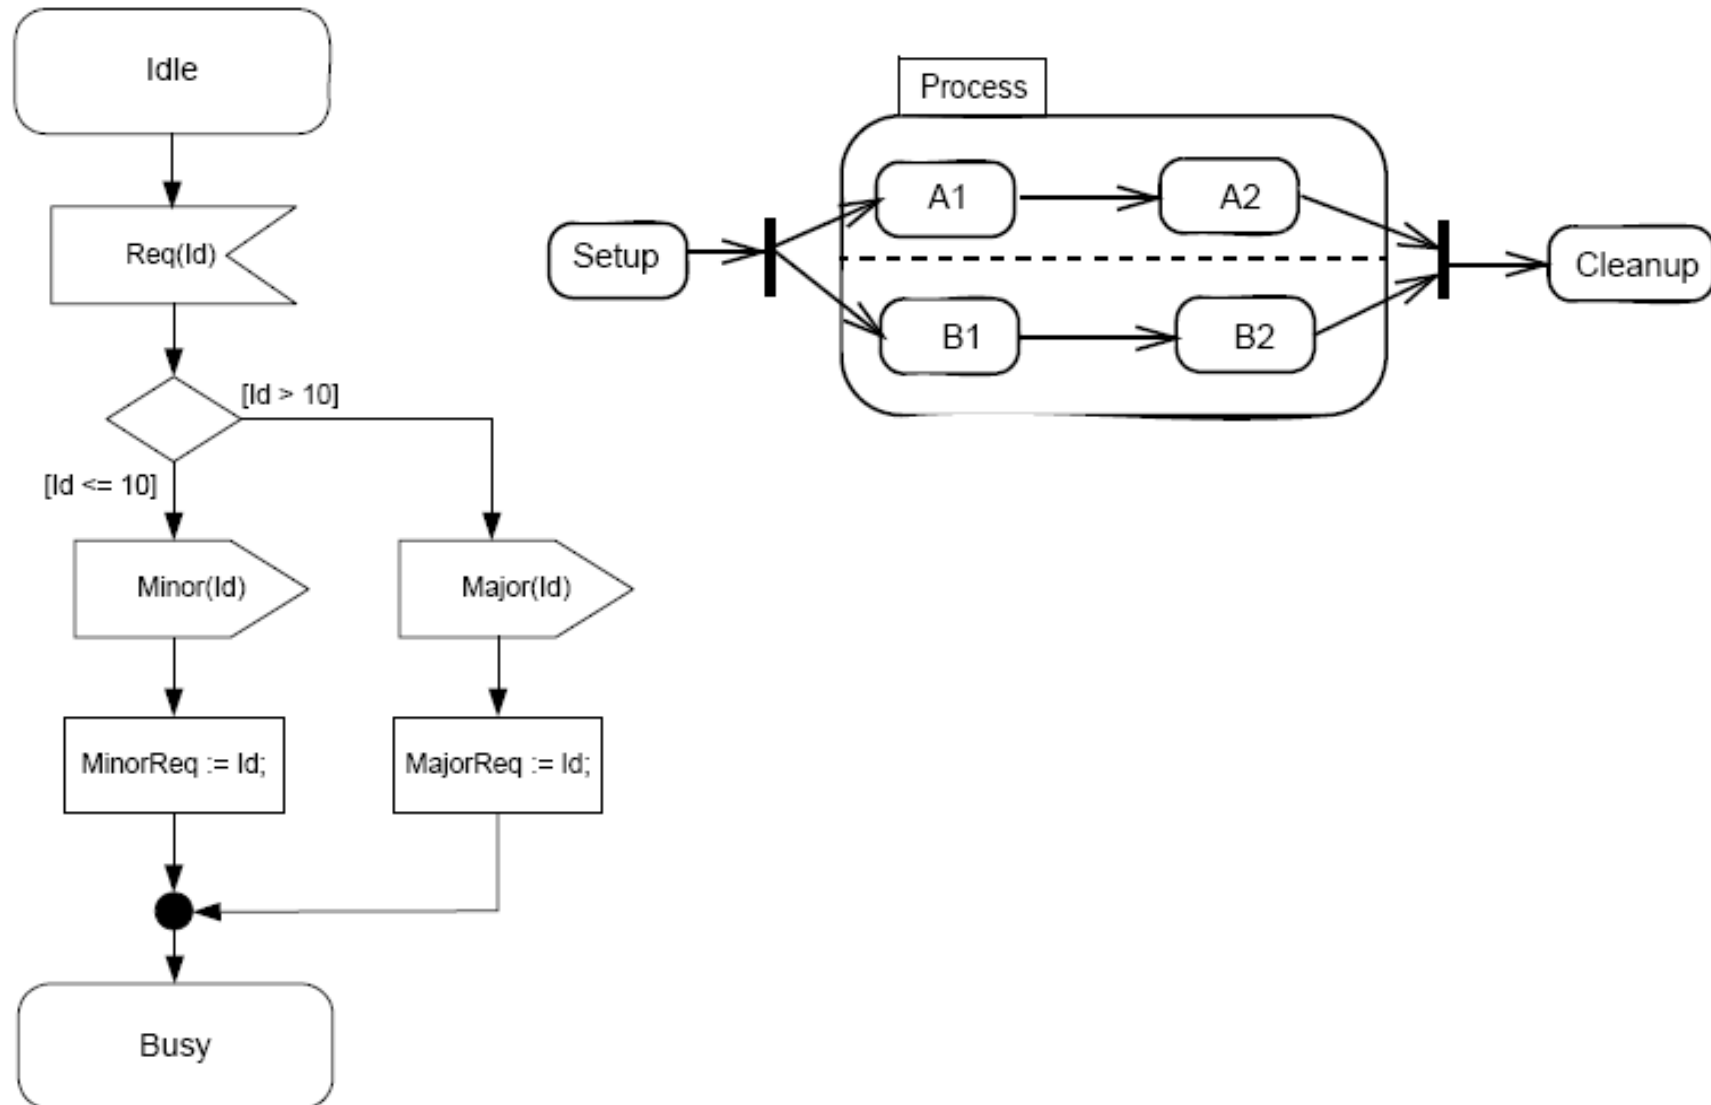 Idle
Req(Id)
[Id > 10]
[Id <= 10]
Minor(Id)
Major(Id)
MinorReq := Id;
MajorReq := Id;
Busy
Process
A1
A2
Setup
Cleanup
B1
B2